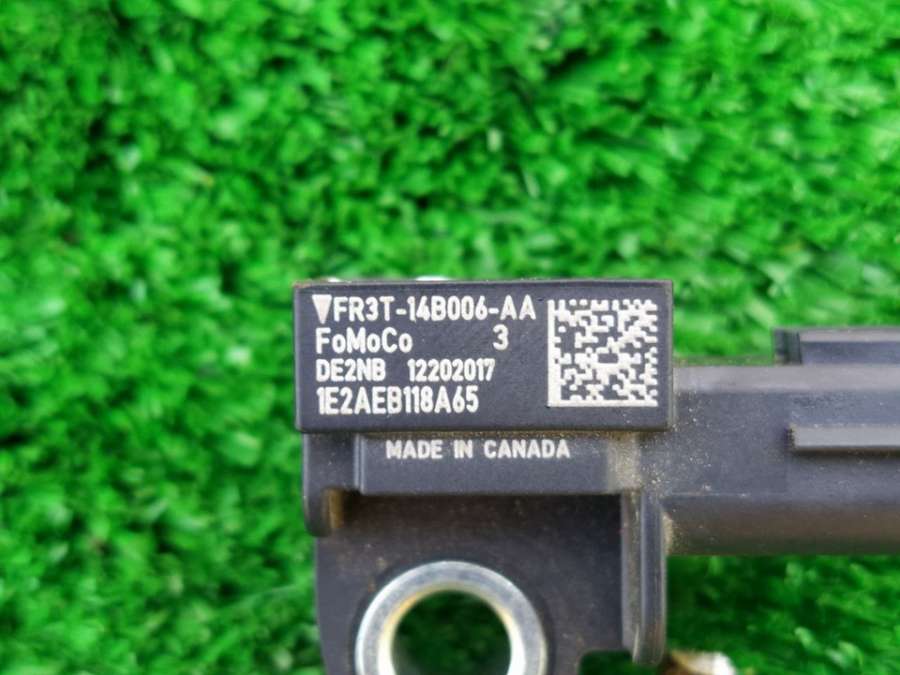 ▽FR3T-14B006-AA
FoMoCo 3
DE2NB 12202017
1E2AEB118A65
MADE IN CANADA